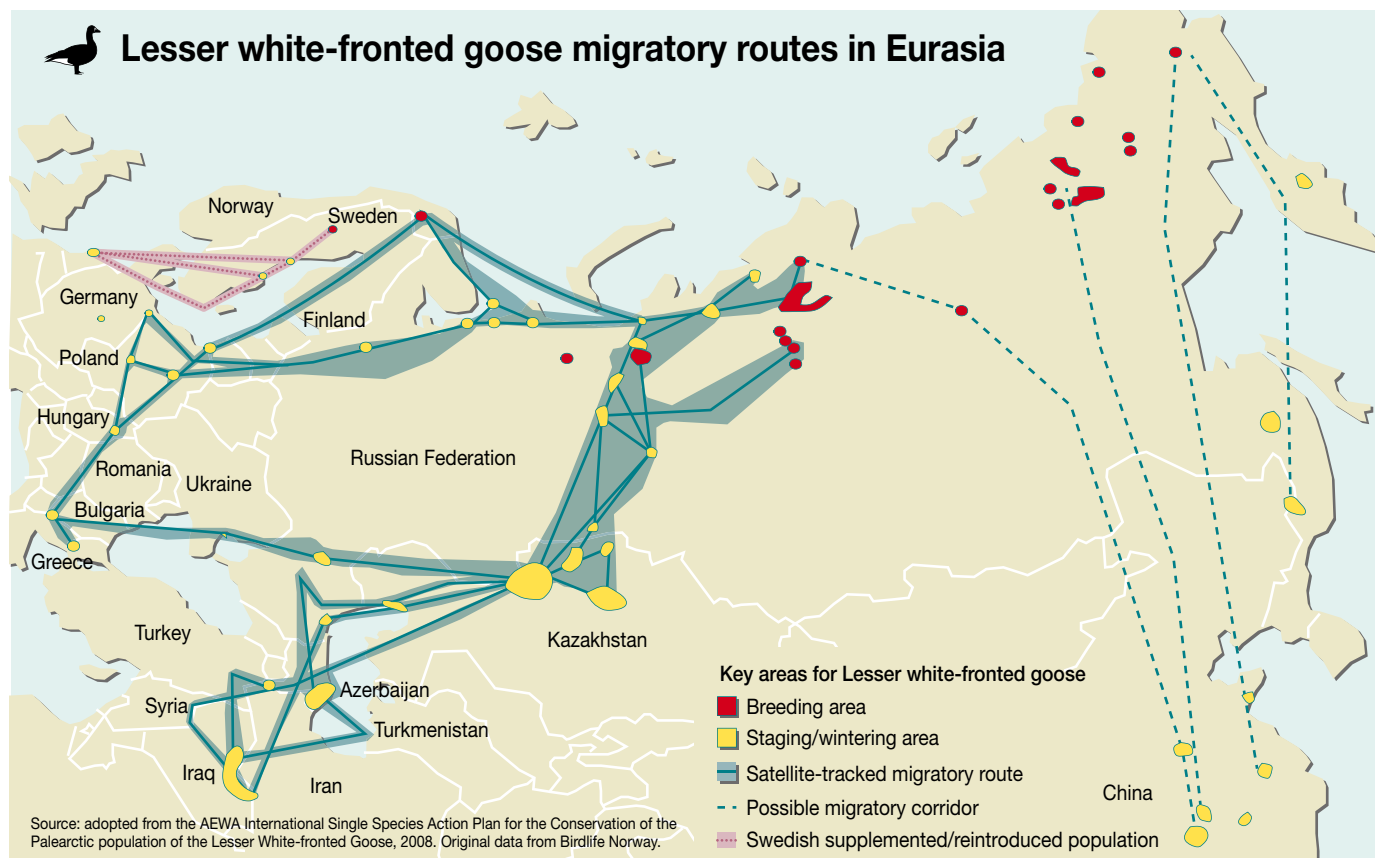 Lesser white-fronted goose migratory routes in Eurasia
Norway
Sweden
Germany
Finland
Poland
Hungary
Romania
Russian Federation
Ukraine
Bulgaria
Greece
Turkey
Kazakhstan
Azerbaijan
Syria
Turkmenistan
Iraq
Iran
China
Key areas for Lesser white-fronted goose
Breeding area
Staging/wintering area
Satellite-tracked migratory route
Possible migratory corridor
Swedish supplemented/reintroduced population
Source: adopted from the AEWA International Single Species Action Plan for the Conservation of the
Palearctic population of the Lesser White-fronted Goose, 2008. Original data from Birdlife Norway.